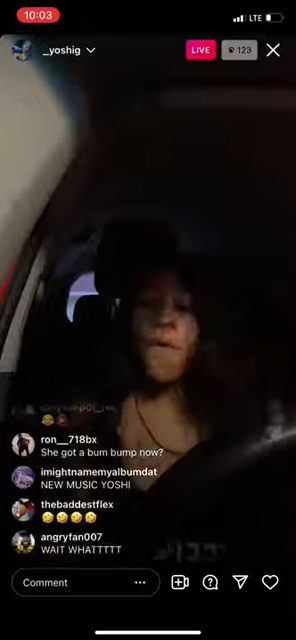 10:03
LTE
_yoshig
LIVE
123
ron__718bx
She got a bum bump now?
imightnamemyalbumdat
NEW MUSIC YOSHI
thebaddestflex
🤣🤣🤣🤣
angryfan007
WAIT WHATTTTT
Comment